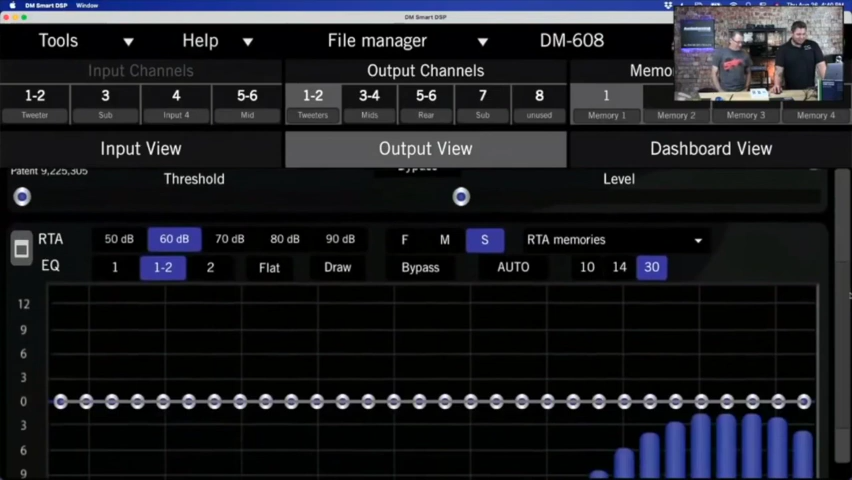 DM Smart DSP Window
DM Smart DSP
Tools Help File manager DM-608
Input Channels Output Channels
1-2 3 4 5-6 1-2 3-4 5-6 7 8 1
Tweeter Sub Input 4 Mid Tweeters Mids Rear Sub unused Memory 1 Memory 2 Memory 3 Memory 4
Input View Output View Dashboard View
Patent 9,225,305 Bypass
Threshold Level
RTA 50 dB 60 dB 70 dB 80 dB 90 dB F M S RTA memories
EQ 1 1-2 2 Flat Draw Bypass AUTO 10 14 30
12
9
6
3
0
3
6
9